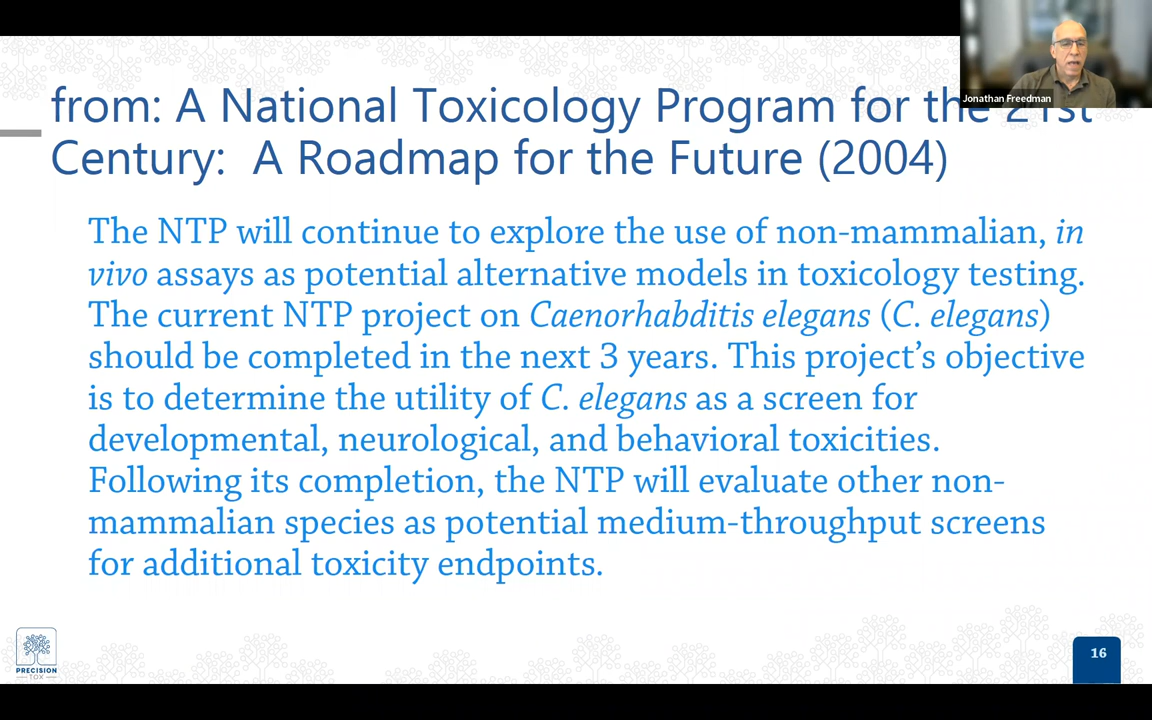 Jonathan Freedman
from: A National Toxicology Program for the 21st
Century: A Roadmap for the Future (2004)
The NTP will continue to explore the use of non-mammalian, in
vivo assays as potential alternative models in toxicology testing.
The current NTP project on Caenorhabditis elegans (C. elegans)
should be completed in the next 3 years. This project’s objective
is to determine the utility of C. elegans as a screen for
developmental, neurological, and behavioral toxicities.
Following its completion, the NTP will evaluate other non-
mammalian species as potential medium-throughput screens
for additional toxicity endpoints.
PRECISION
TOX
16